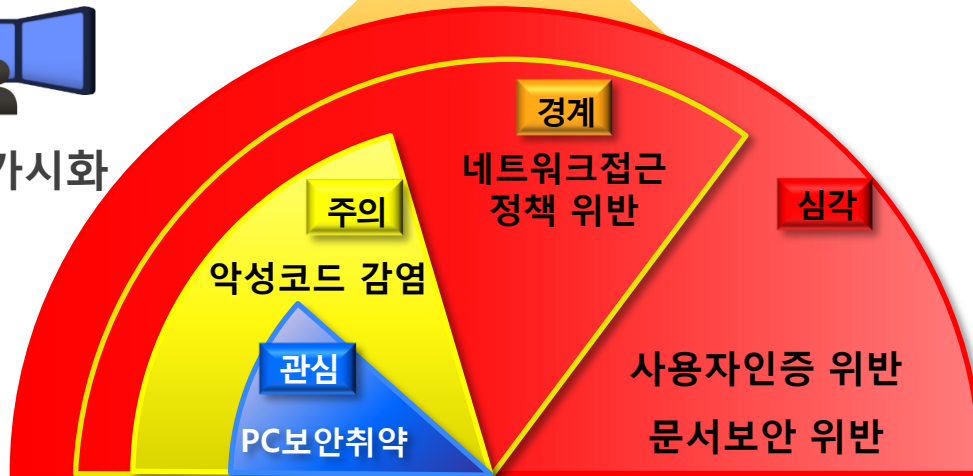 가시화
경계
네트워크접근
정책 위반
심각
주의
악성코드 감염
관심
PC보안취약
사용자인증 위반
문서보안 위반